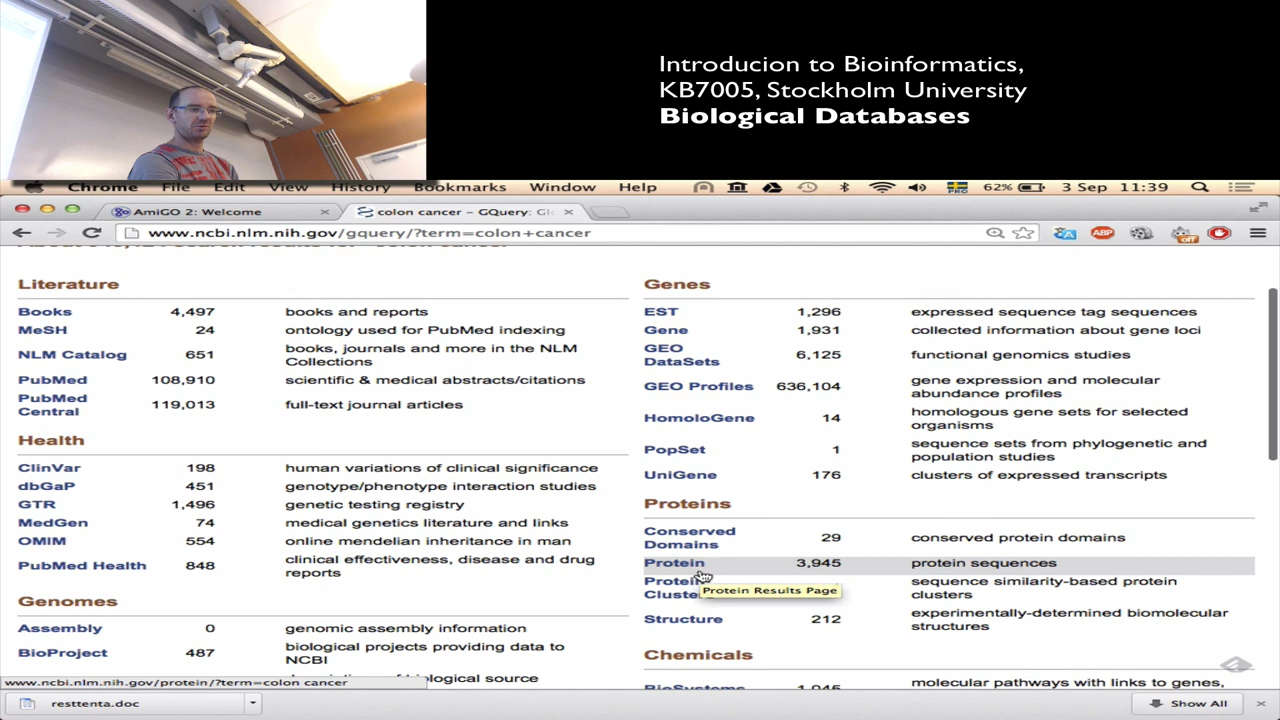 Introducion to Bioinformatics,
KB7005, Stockholm University
Biological Databases
Chrome File Edit View History Bookmarks Window Help 62% 3 Sep 11:39
AmiGO 2: Welcome × colon cancer – GQuery: Glo ×
www.ncbi.nlm.nih.gov/gquery/?term=colon+cancer ABP off
Literature
Books 4,497 books and reports
MeSH 24 ontology used for PubMed indexing
NLM Catalog 651 books, journals and more in the NLM
Collections
PubMed 108,910 scientific & medical abstracts/citations
PubMed
Central 119,013 full-text journal articles
Health
ClinVar 198 human variations of clinical significance
dbGaP 451 genotype/phenotype interaction studies
GTR 1,496 genetic testing registry
MedGen 74 medical genetics literature and links
OMIM 554 online mendelian inheritance in man
PubMed Health 848 clinical effectiveness, disease and drug
reports
Genomes
Assembly 0 genomic assembly information
BioProject 487 biological projects providing data to
NCBI
Genes
EST 1,296 expressed sequence tag sequences
Gene 1,931 collected information about gene loci
GEO
DataSets 6,125 functional genomics studies
GEO Profiles 636,104 gene expression and molecular
abundance profiles
HomoloGene 14 homologous gene sets for selected
organisms
PopSet 1 sequence sets from phylogenetic and
population studies
UniGene 176 clusters of expressed transcripts
Proteins
Conserved
Domains 29 conserved protein domains
Protein 3,945 protein sequences
Protein Results Page
Protein sequence similarity-based protein
Cluste clusters
Structure 212 experimentally-determined biomolecular
structures
Chemicals
BioSystems 1,045 molecular pathways with links to genes,
www.ncbi.nlm.nih.gov/protein/?term=colon cancer
resttenta.doc Show All ×